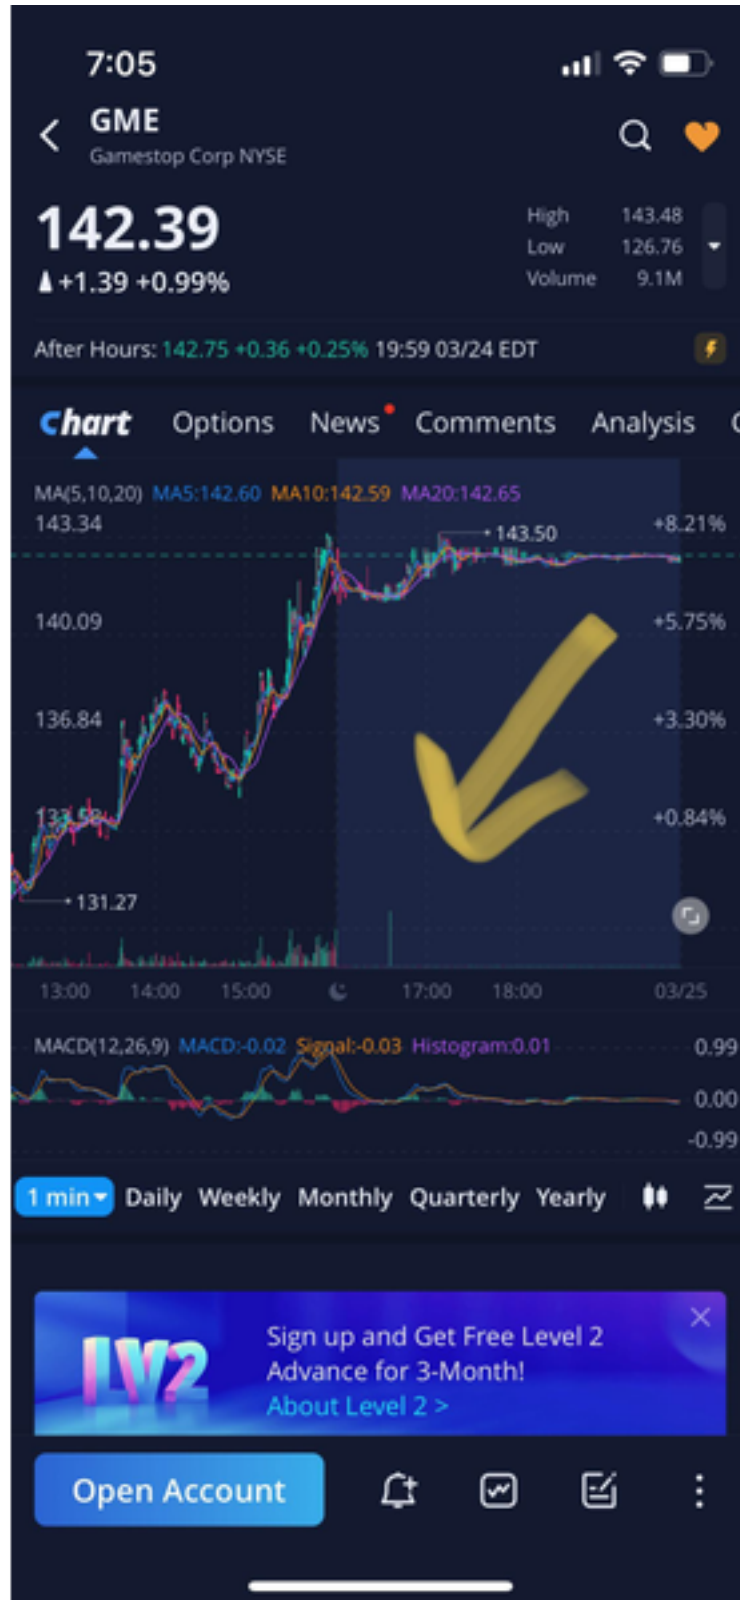 7:05
GME
Gamestop Corp NYSE
142.39
+1.39 +0.99%
High 143.48
Low 126.76
Volume 9.1M
After Hours: 142.75 +0.36 +0.25% 19:59 03/24 EDT
Chart Options News Comments Analysis
MA(5,10,20) MA5:142.60 MA10:142.59 MA20:142.65
143.34 +8.21%
143.50
140.09 +5.75%
136.84 +3.30%
133.58 +0.84%
131.27
13:00 14:00 15:00 17:00 18:00 03/25
MACD(12,26,9) MACD:-0.02 Signal:-0.03 Histogram:0.01 0.99
0.00
-0.99
1 min Daily Weekly Monthly Quarterly Yearly
LV2
Sign up and Get Free Level 2
Advance for 3-Month!
About Level 2 >
Open Account